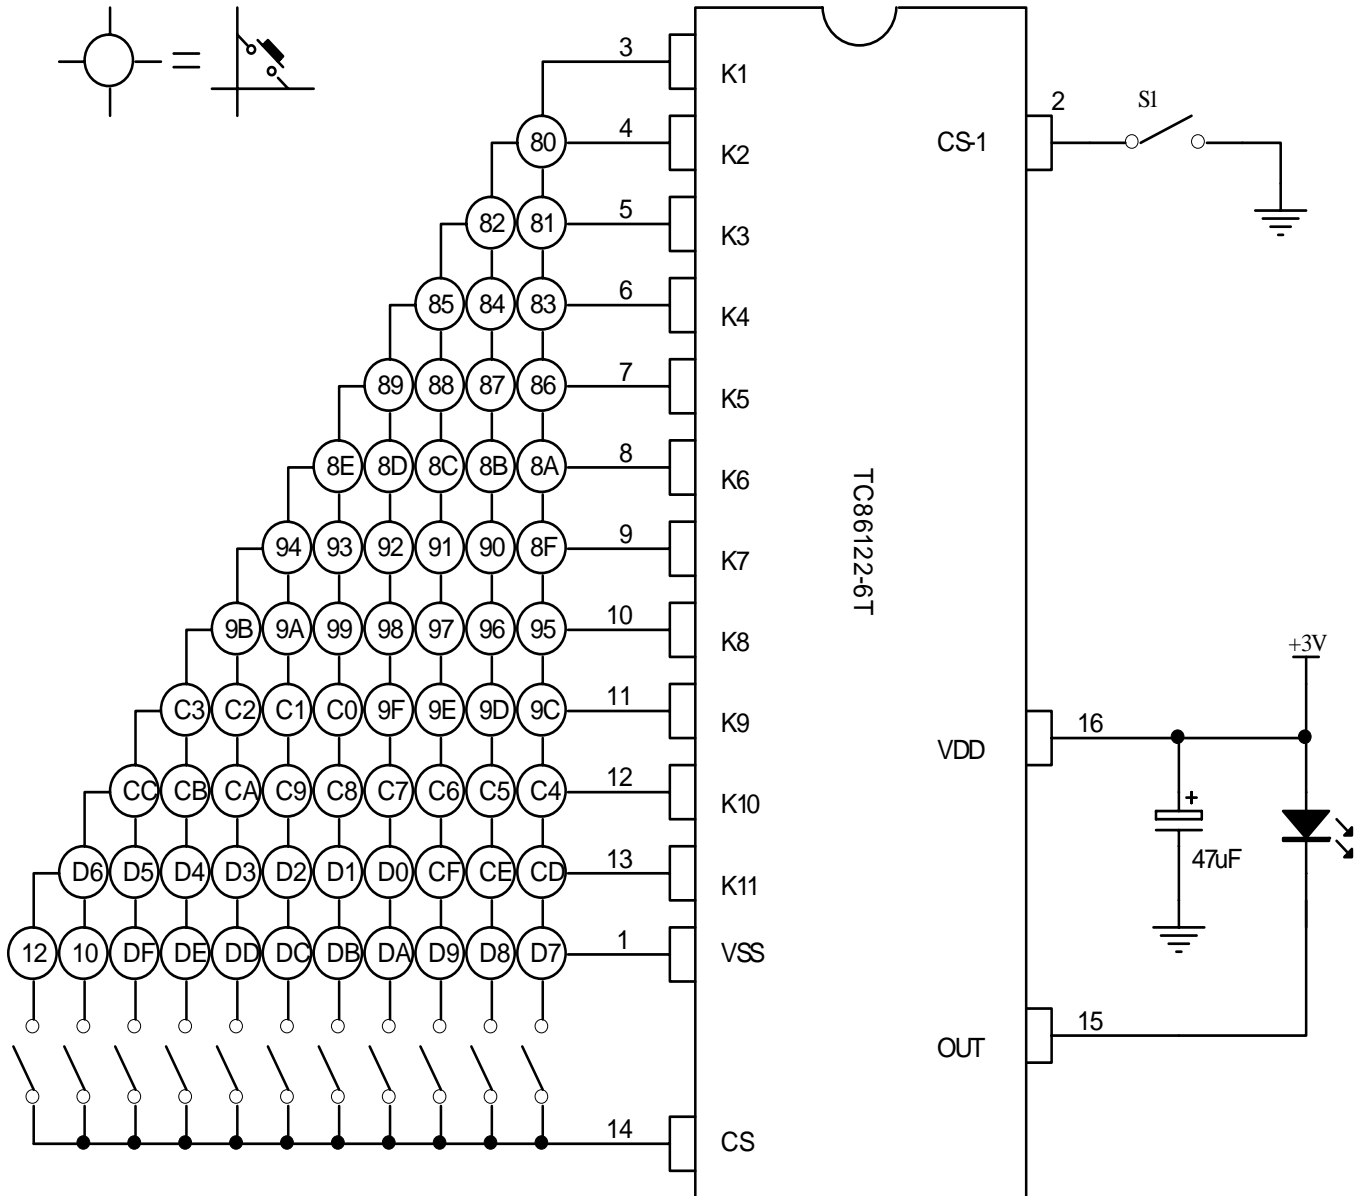 3
K1
2
S1
80
4
CS-1
K2
82 81
5
K3
85 84 83
6
K4
89 88 87 86
7
K5
8E 8D 8C 8B 8A
8
K6
TC86122-6T
94 93 92 91 90 8F
9
K7
9B 9A 99 98 97 96 95
10
K8
+3V
C3 C2 C1 C0 9F 9E 9D 9C
11
K9
16
VDD
CC CB CA C9 C8 C7 C6 C5 C4
12
K10
+
47uF
D6 D5 D4 D3 D2 D1 D0 CF CE CD
13
K11
12 10 DF DE DD DC DB DA D9 D8 D7
1
VSS
15
OUT
14
CS